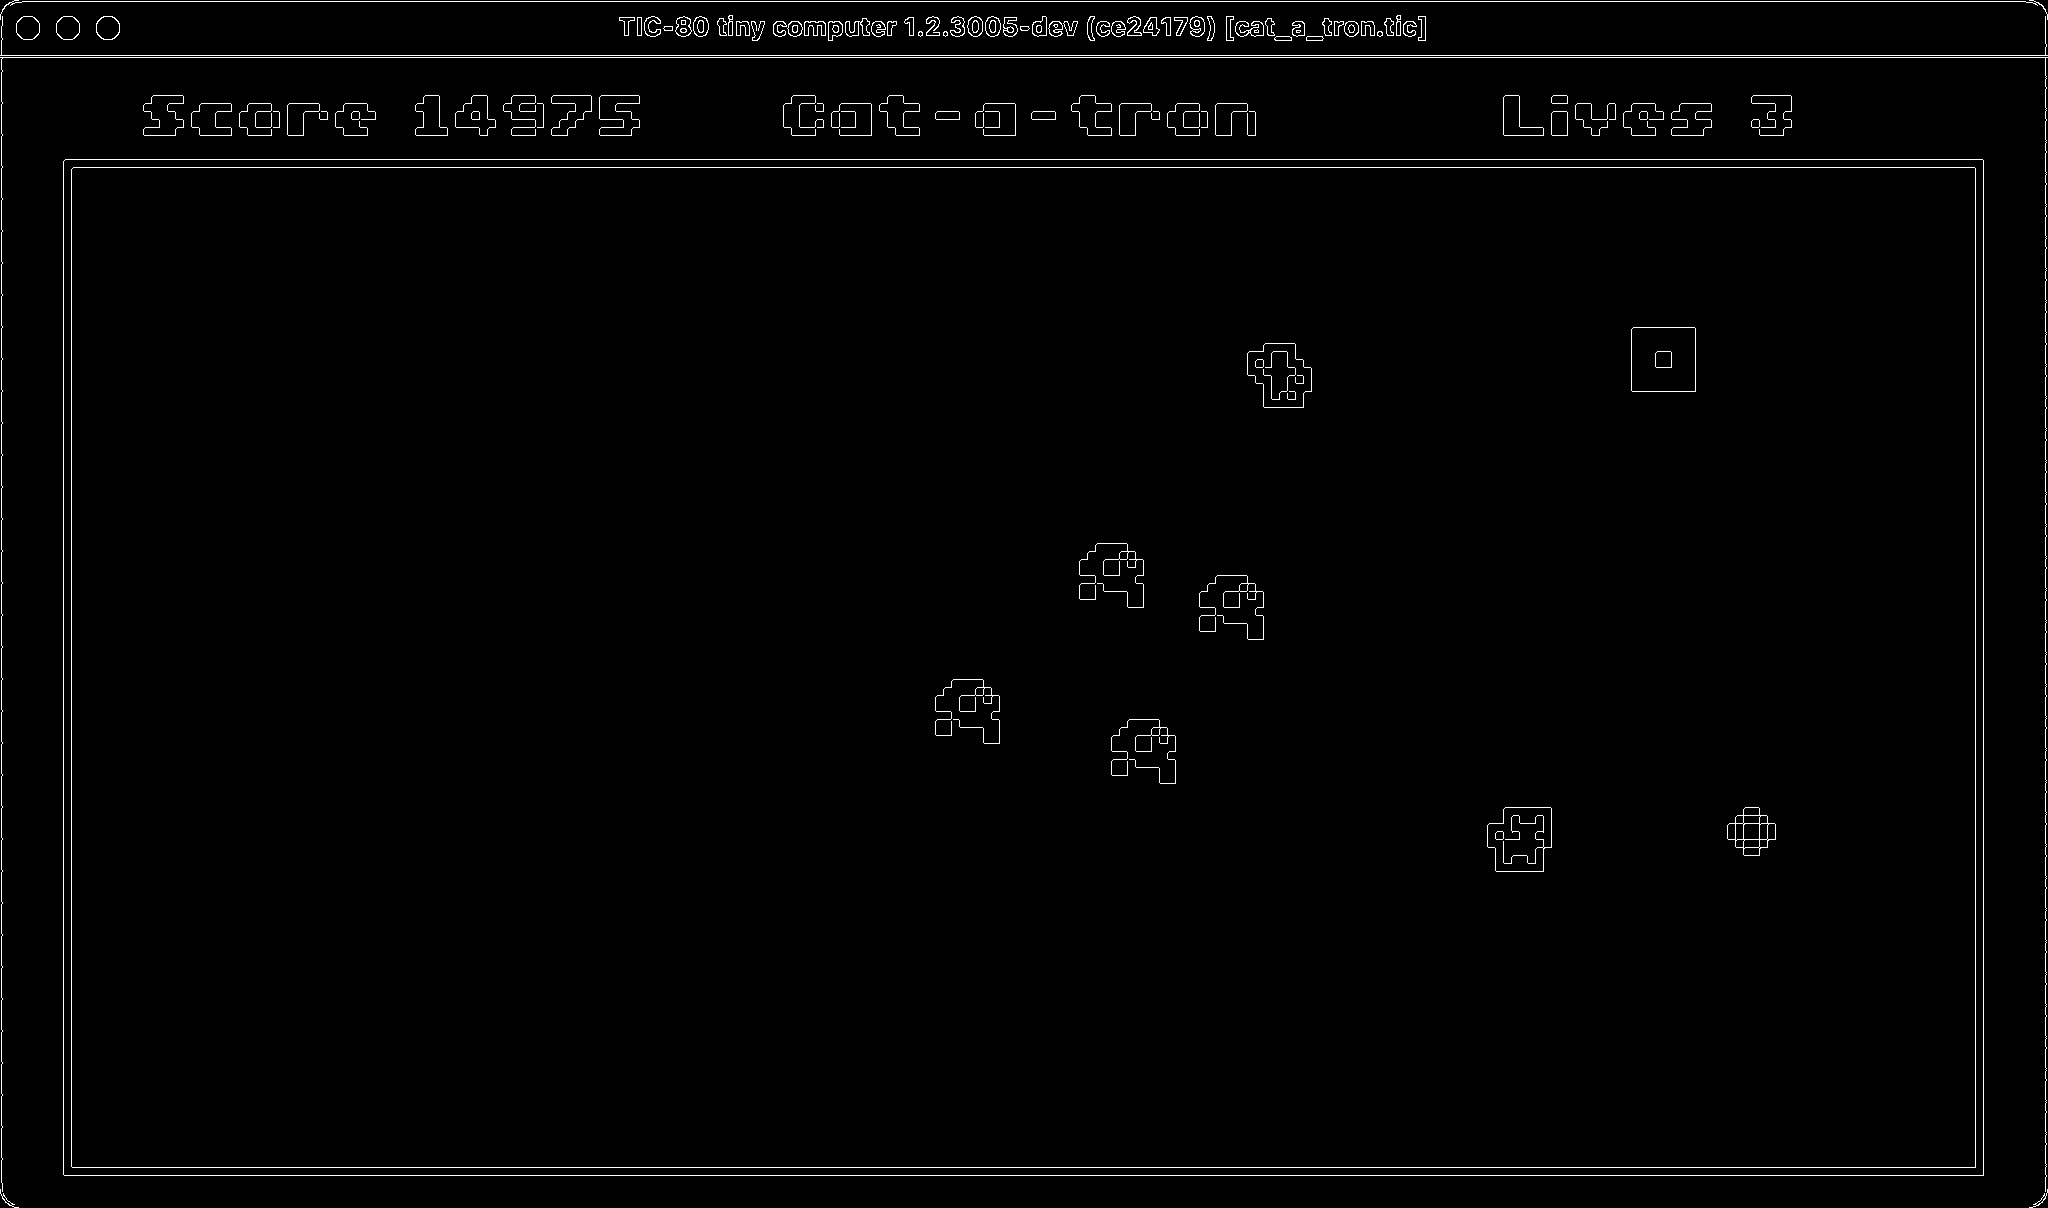 TIC-80 tiny computer 1.2.3005-dev (ce24179) [cat_a_tron.tic]
Score 14975 Cat-a-tron Lives 3